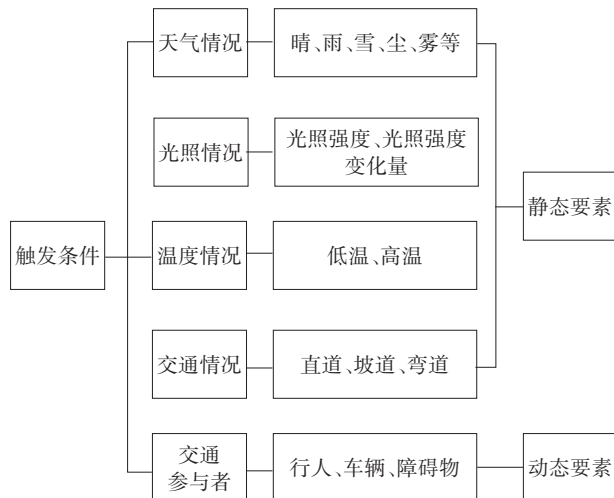 天气情况
晴、雨、雪、尘、雾等
光照情况
光照强度、光照强度
变化量
静态要素
触发条件
温度情况
低温、高温
交通情况
直道、坡道、弯道
交通
参与者
行人、车辆、障碍物
动态要素